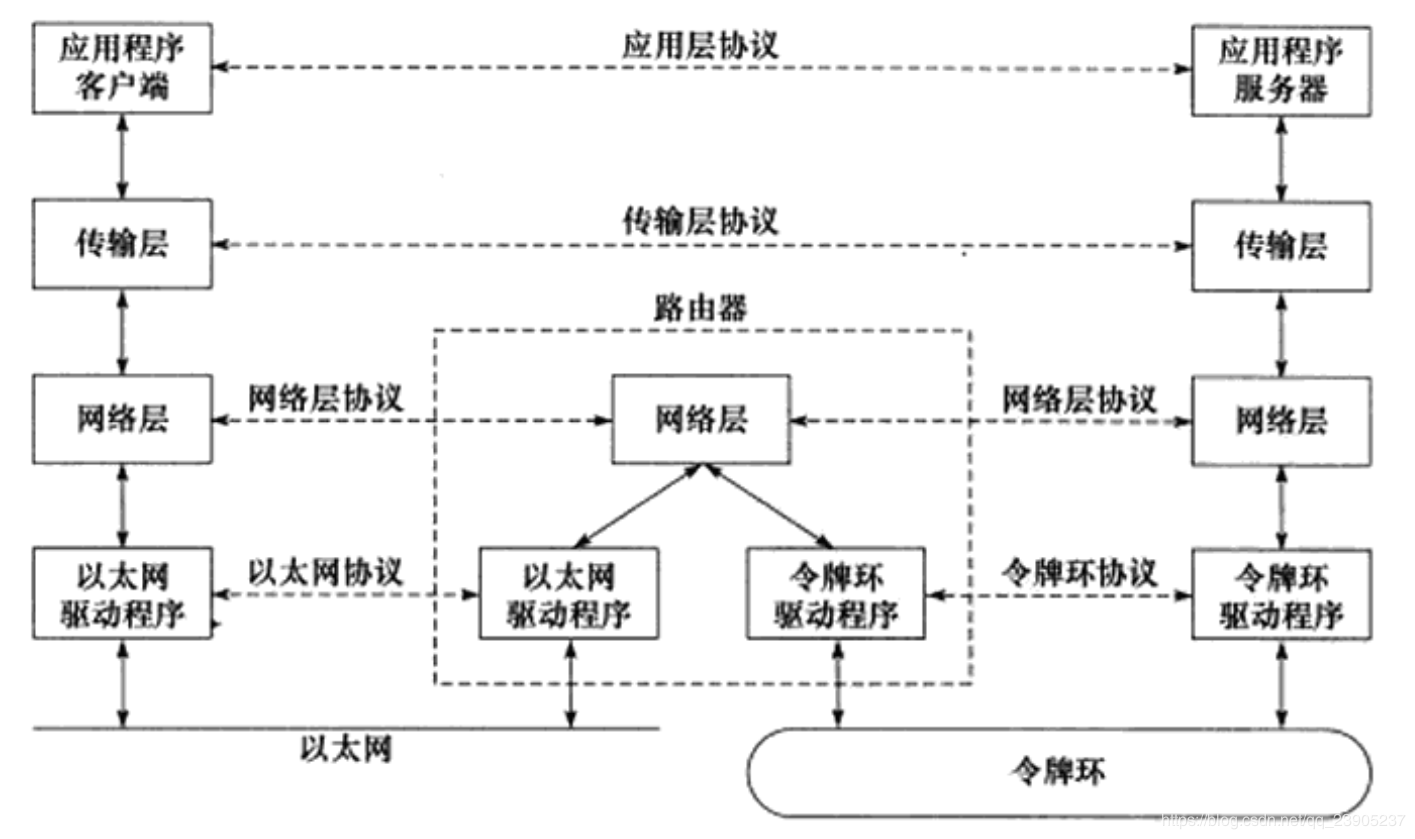 应用程序
客户端
应用层协议
应用程序
服务器
传输层
传输层协议
传输层
路由器
网络层
网络层协议
网络层
网络层协议
网络层
以太网
驱动程序
以太网协议
以太网
驱动程序
令牌环
驱动程序
令牌环协议
令牌环
驱动程序
以太网
令牌环
https://blog.csdn.net/qq_23905237